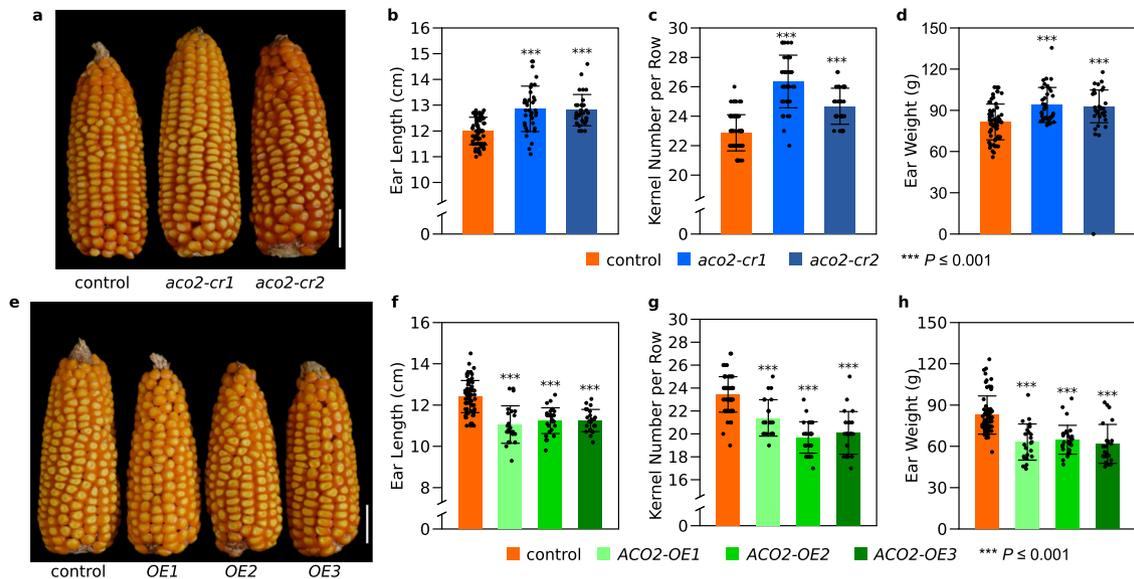 a
control aco2-cr1 aco2-cr2
b
Ear Length (cm)
16
15
14
13
12
11
10
0
*** ***
c
Kernel Number per Row
30
28
26
24
22
20
0
*** ***
d
Ear Weight (g)
150
120
90
60
30
0
*** ***
control aco2-cr1 aco2-cr2 *** P ≤ 0.001
e
control OE1 OE2 OE3
f
Ear Length (cm)
16
14
12
10
8
0
*** *** ***
g
Kernel Number per Row
30
28
26
24
22
20
18
16
0
*** *** ***
h
Ear Weight (g)
150
120
90
60
30
0
*** *** ***
control ACO2-OE1 ACO2-OE2 ACO2-OE3 *** P ≤ 0.001